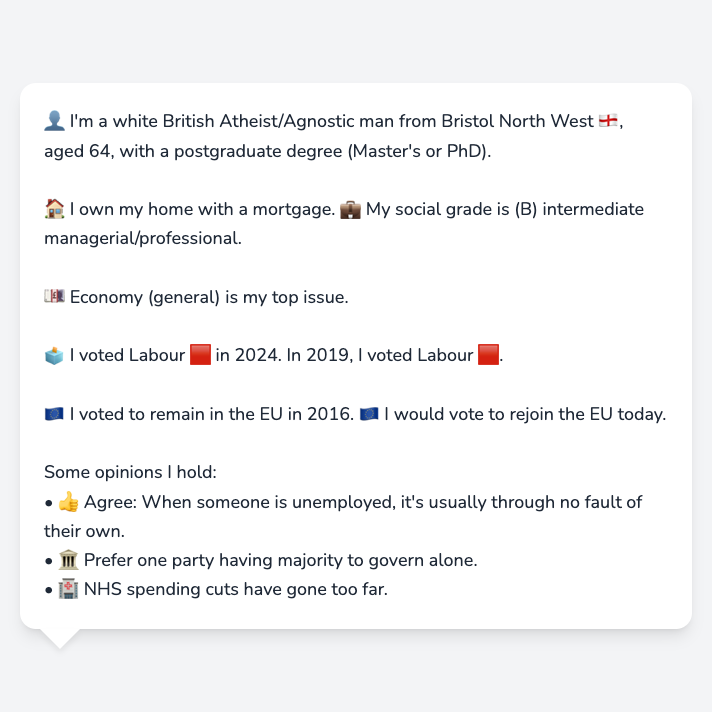 👤 I'm a white British Atheist/Agnostic man from Bristol North West 🏴󠁧󠁢󠁥󠁮󠁧󠁿,
aged 64, with a postgraduate degree (Master's or PhD).
🏠 I own my home with a mortgage. 💼 My social grade is (B) intermediate
managerial/professional.
💷 Economy (general) is my top issue.
🗳️ I voted Labour 🟥 in 2024. In 2019, I voted Labour 🟥.
🇪🇺 I voted to remain in the EU in 2016. 🇪🇺 I would vote to rejoin the EU today.
Some opinions I hold:
• 👍 Agree: When someone is unemployed, it's usually through no fault of
their own.
• 🏛️ Prefer one party having majority to govern alone.
• 🏥 NHS spending cuts have gone too far.